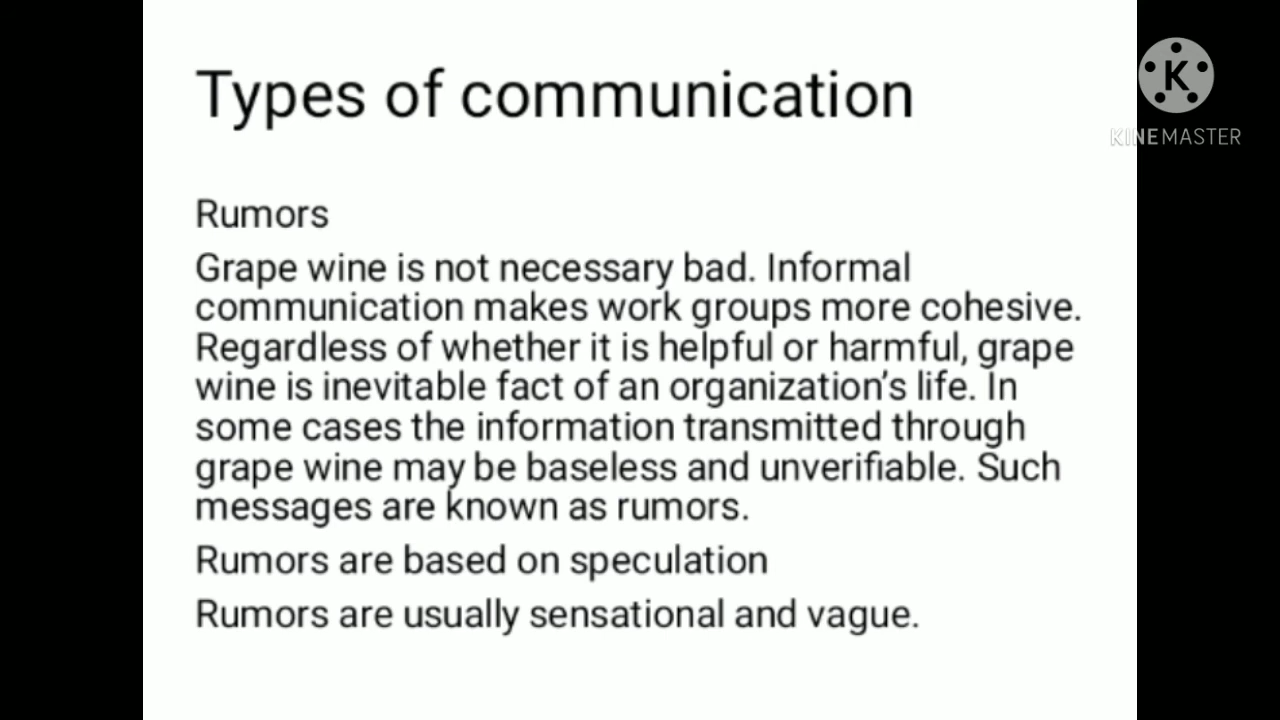 Types of communication
K
KINEMASTER
Rumors
Grape wine is not necessary bad. Informal
communication makes work groups more cohesive.
Regardless of whether it is helpful or harmful, grape
wine is inevitable fact of an organization's life. In
some cases the information transmitted through
grape wine may be baseless and unverifiable. Such
messages are known as rumors.
Rumors are based on speculation
Rumors are usually sensational and vague.